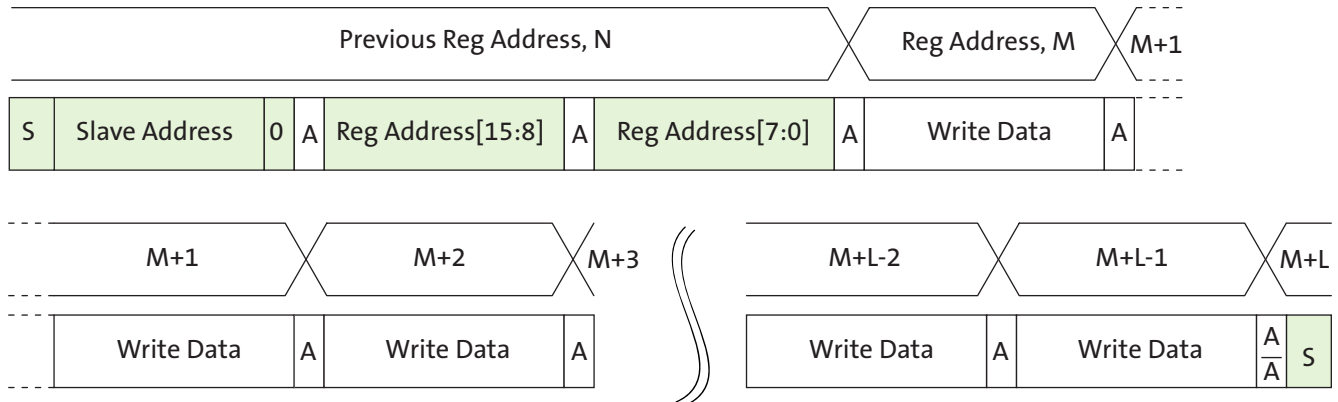 Previous Reg Address, N Reg Address, M M+1
S Slave Address 0 A Reg Address[15:8] A Reg Address[7:0] A Write Data A
M+1 M+2 M+3 M+L-2 M+L-1 M+L
Write Data A Write Data A Write Data A Write Data A/A̅ S